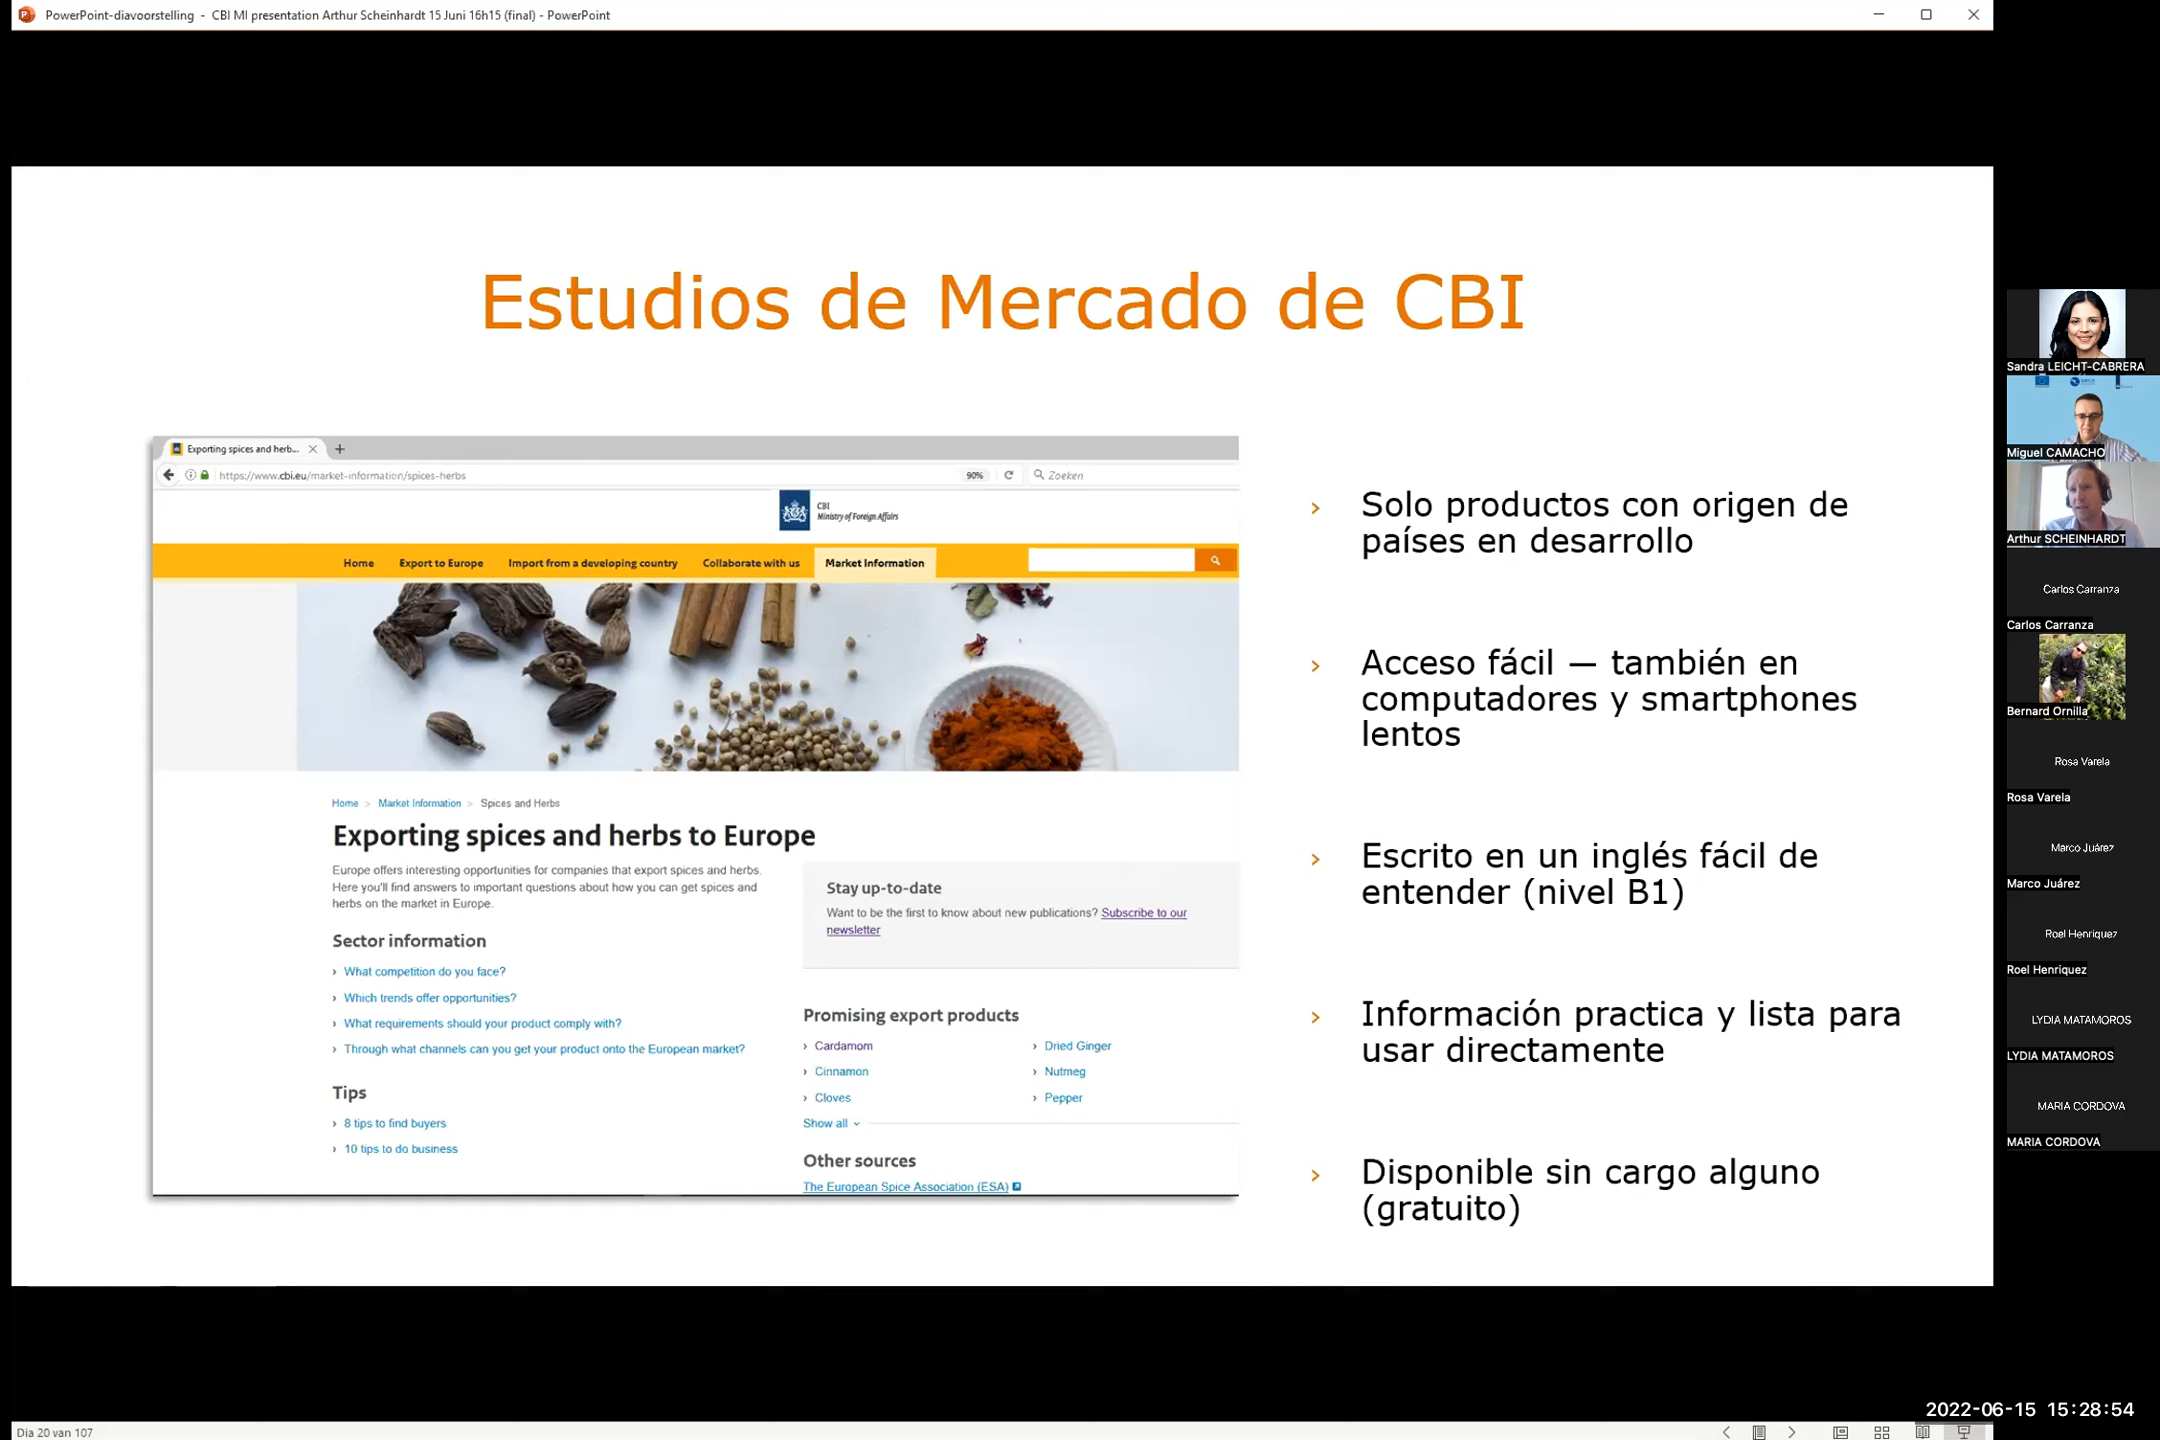 PowerPoint-diavoorstelling - CBI MI presentation Arthur Scheinhardt 15 Juni 16h15 (final) - PowerPoint
Estudios de Mercado de CBI
Exporting spices and herb...
https://www.cbi.eu/market-information/spices-herbs
90%
Zoeken
CBI
Ministry of Foreign Affairs
Home
Export to Europe
Import from a developing country
Collaborate with us
Market Information
Home > Market Information > Spices and Herbs
Exporting spices and herbs to Europe
Europe offers interesting opportunities for companies that export spices and herbs.
Here you'll find answers to important questions about how you can get spices and
herbs on the market in Europe.
Sector information
› What competition do you face?
› Which trends offer opportunities?
› What requirements should your product comply with?
› Through what channels can you get your product onto the European market?
Tips
› 8 tips to find buyers
› 10 tips to do business
Stay up-to-date
Want to be the first to know about new publications? Subscribe to our
newsletter
Promising export products
› Cardamom
› Dried Ginger
› Cinnamon
› Nutmeg
› Cloves
› Pepper
Show all
Other sources
The European Spice Association (ESA)
› Solo productos con origen de
países en desarrollo
› Acceso fácil — también en
computadores y smartphones
lentos
› Escrito en un inglés fácil de
entender (nivel B1)
› Información practica y lista para
usar directamente
› Disponible sin cargo alguno
(gratuito)
Sandra LEICHT-CABRERA
Miguel CAMACHO
Arthur SCHEINHARDT
Carlos Carranza
Carlos Carranza
Bernard Ornilla
Rosa Varela
Rosa Varela
Marco Juárez
Marco Juárez
Roel Henriquez
Roel Henriquez
LYDIA MATAMOROS
LYDIA MATAMOROS
MARIA CORDOVA
MARIA CORDOVA
2022-06-15 15:28:54
Dia 20 van 107